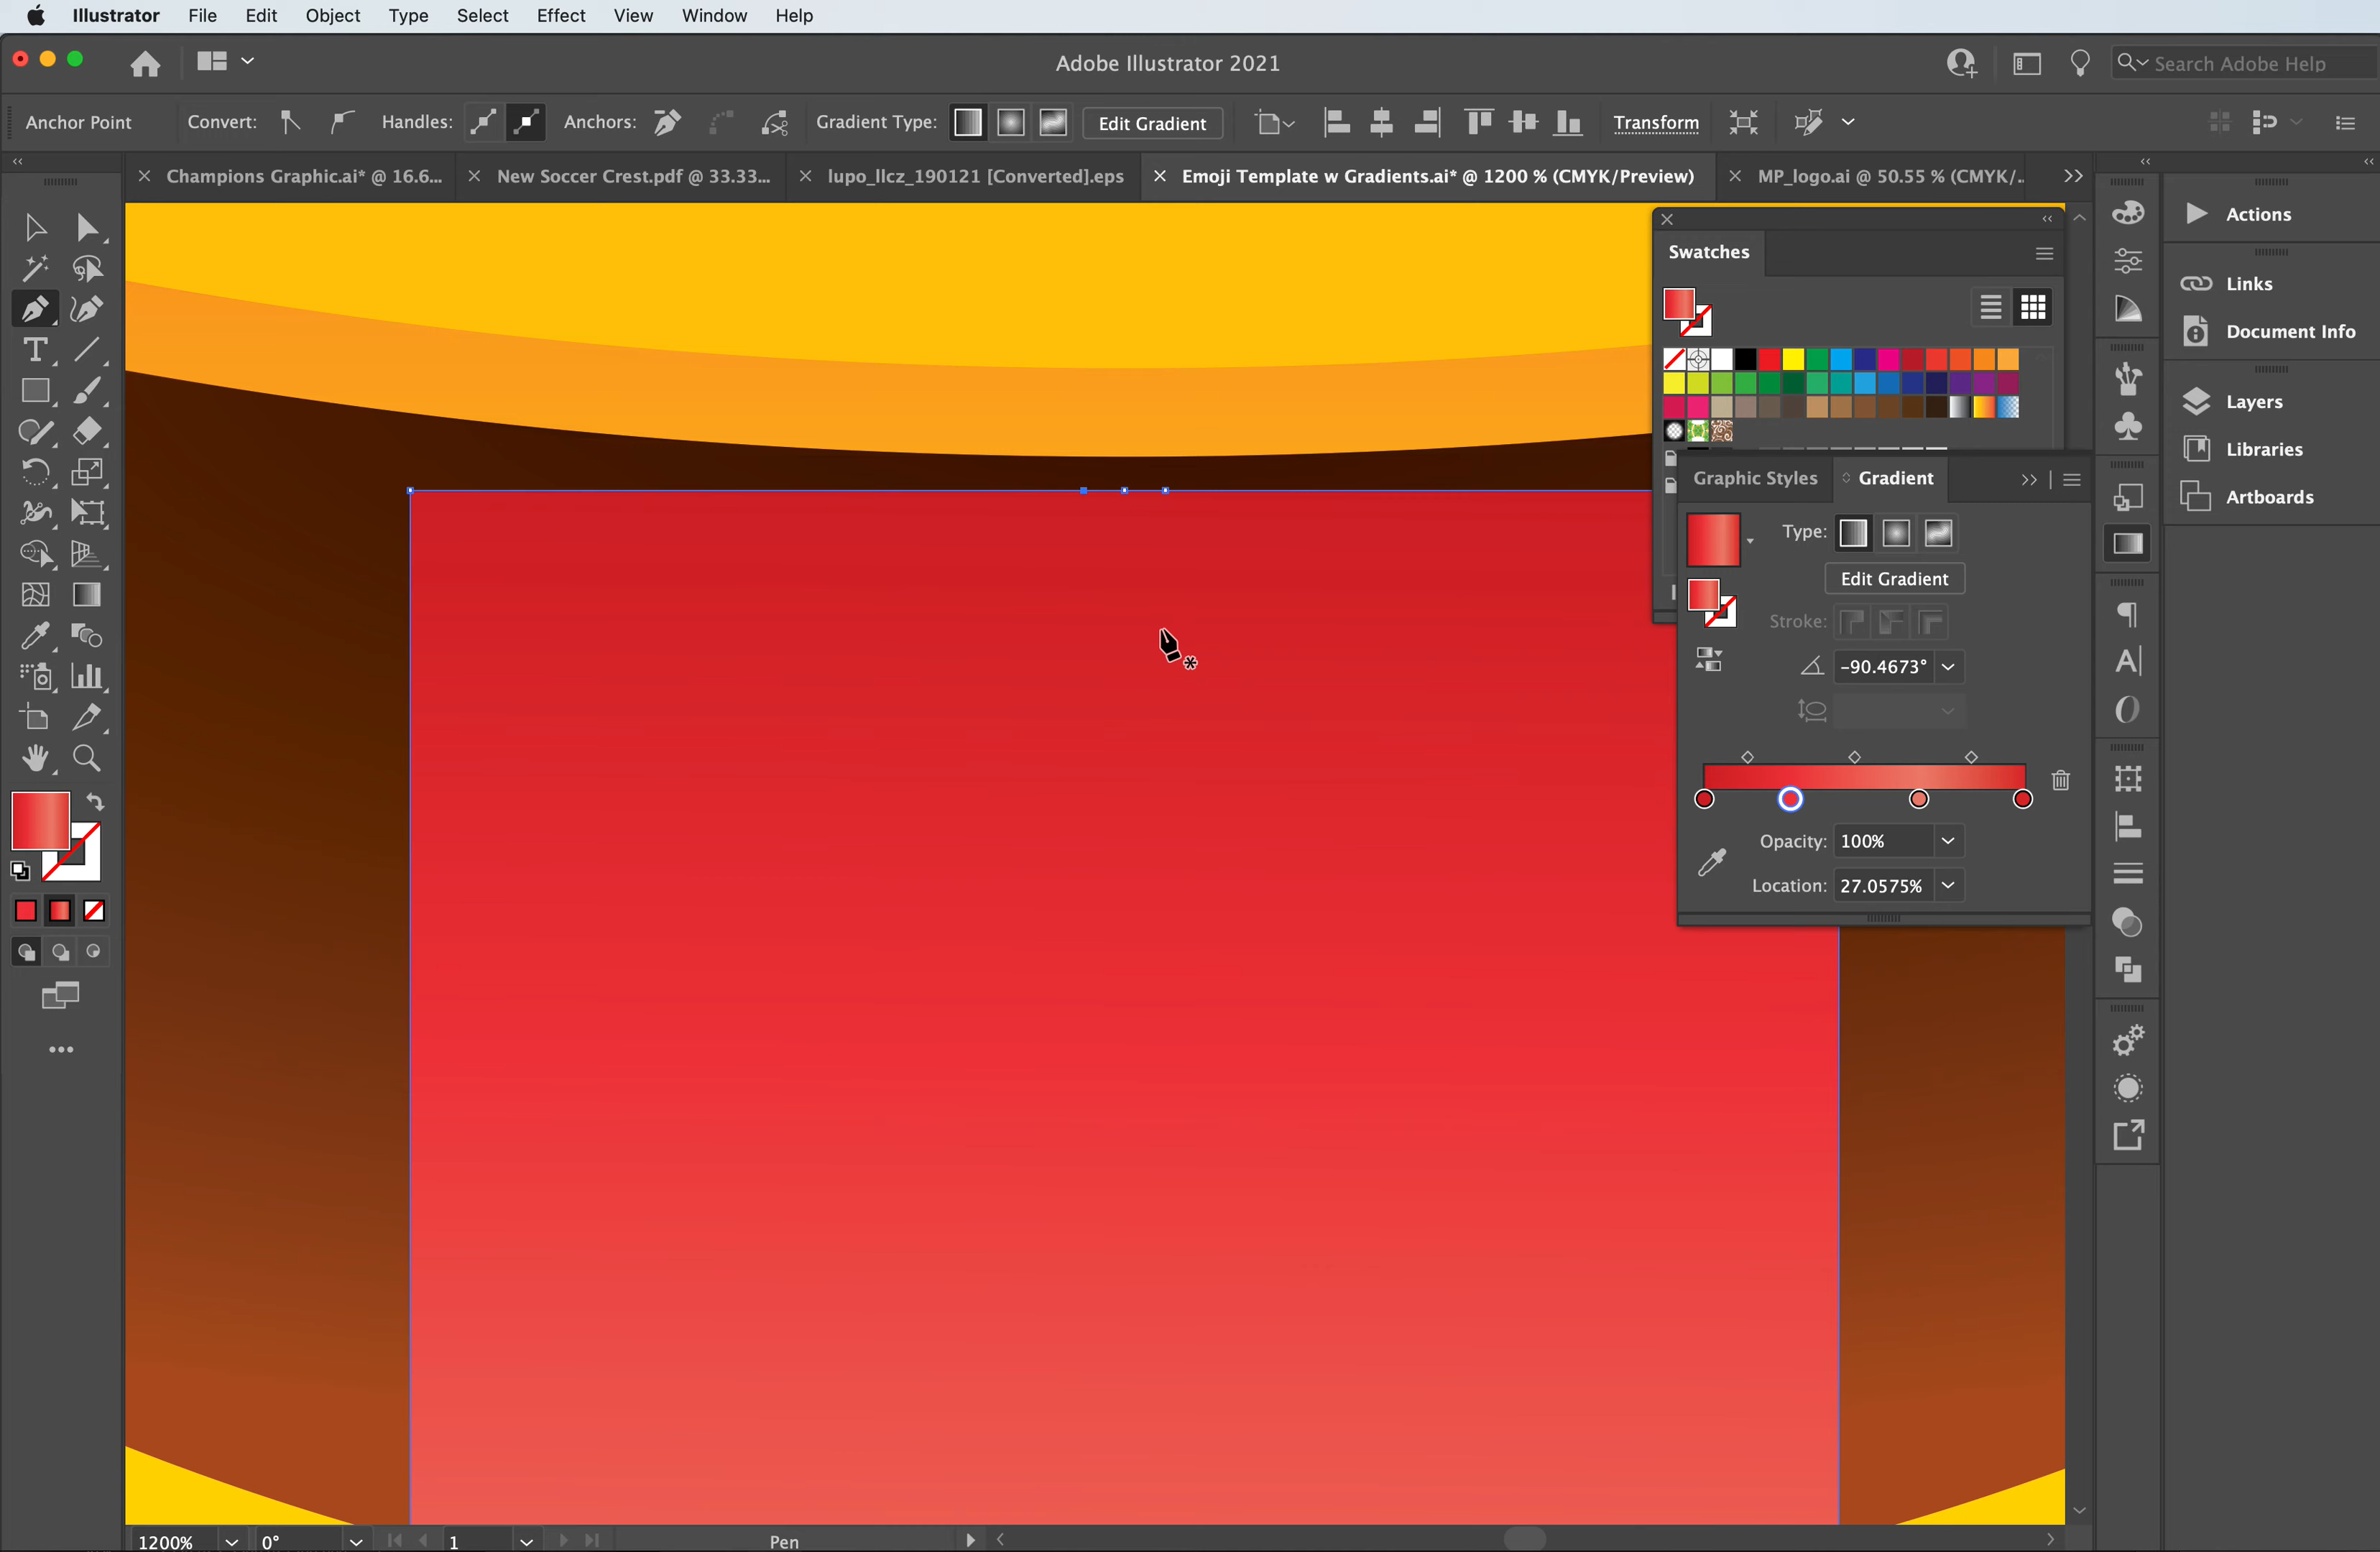 Illustrator File Edit Object Type Select Effect View Window Help
Adobe Illustrator 2021
Search Adobe Help
Anchor Point Convert: Handles: Anchors: Gradient Type: Edit Gradient Transform
Champions Graphic.ai* @ 16.6... New Soccer Crest.pdf @ 33.33... lupo_llcz_190121 [Converted].eps Emoji Template w Gradients.ai* @ 1200 % (CMYK/Preview) MP_logo.ai @ 50.55 % (CMYK/..
Actions
Swatches
Links
Document Info
Layers
Libraries
Graphic Styles Gradient
Artboards
Type:
Edit Gradient
Stroke:
-90.4673°
Opacity: 100%
Location: 27.0575%
1200% 0° 1 Pen